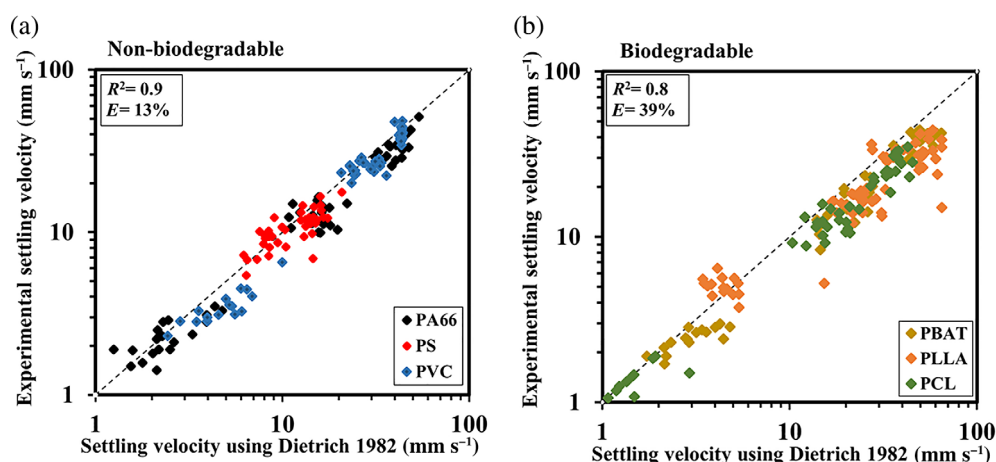 (a)
Non-biodegradable
R²= 0.9
E= 13%
100
10
1
Experimental settling velocity (mm s⁻¹)
PA66
PS
PVC
1
10
100
Settling velocity using Dietrich 1982 (mm s⁻¹)
(b)
Biodegradable
R²= 0.8
E= 39%
100
10
1
Experimental settling velocity (mm s⁻¹)
PBAT
PLLA
PCL
1
10
100
Settling velocity using Dietrich 1982 (mm s⁻¹)